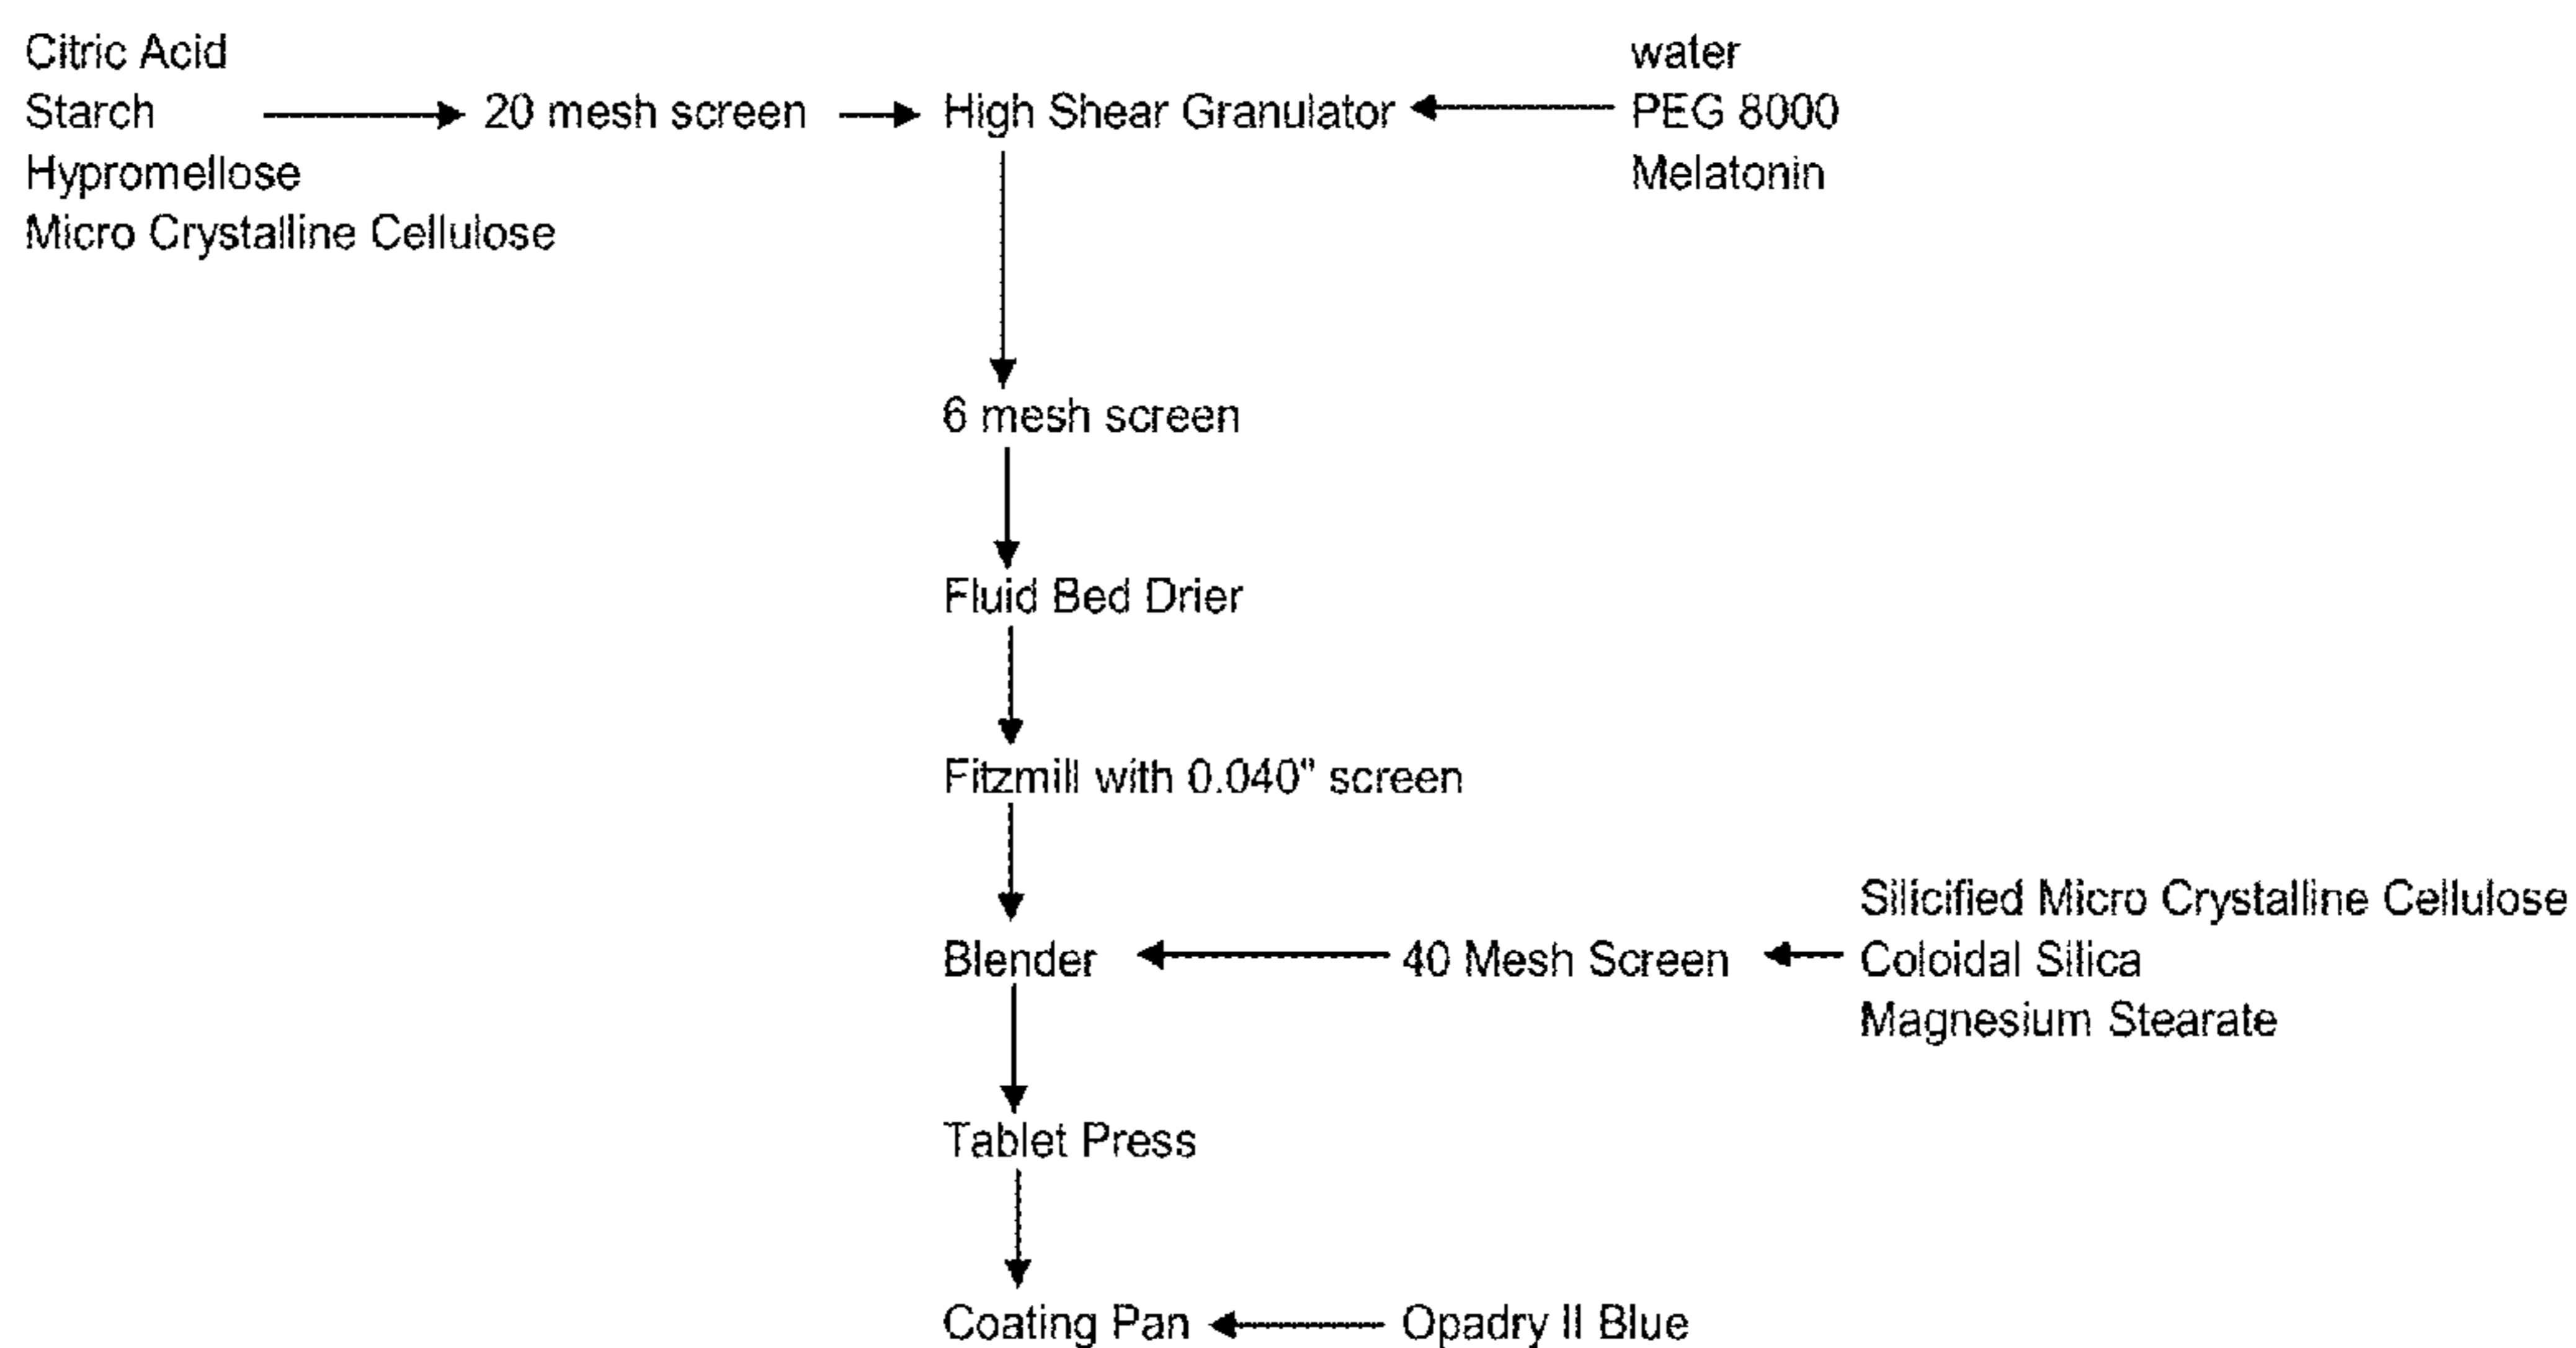 Citric Acid
Starch
Hypromellose
Micro Crystalline Cellulose
20 mesh screen
High Shear Granulator
water
PEG 8000
Melatonin
6 mesh screen
Fluid Bed Drier
Fitzmill with 0.040" screen
Blender
40 Mesh Screen
Silicified Micro Crystalline Cellulose
Coloidal Silica
Magnesium Stearate
Tablet Press
Coating Pan
Opadry II Blue